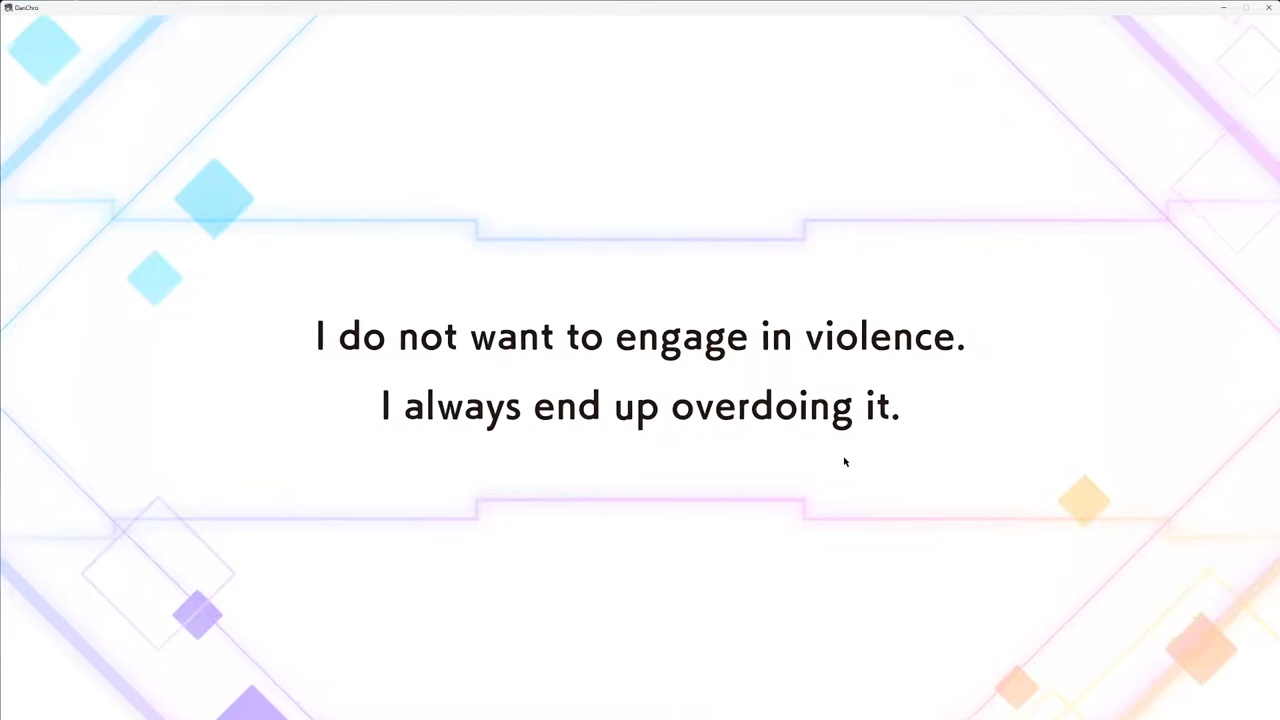 DanChro
I do not want to engage in violence.
I always end up overdoing it.